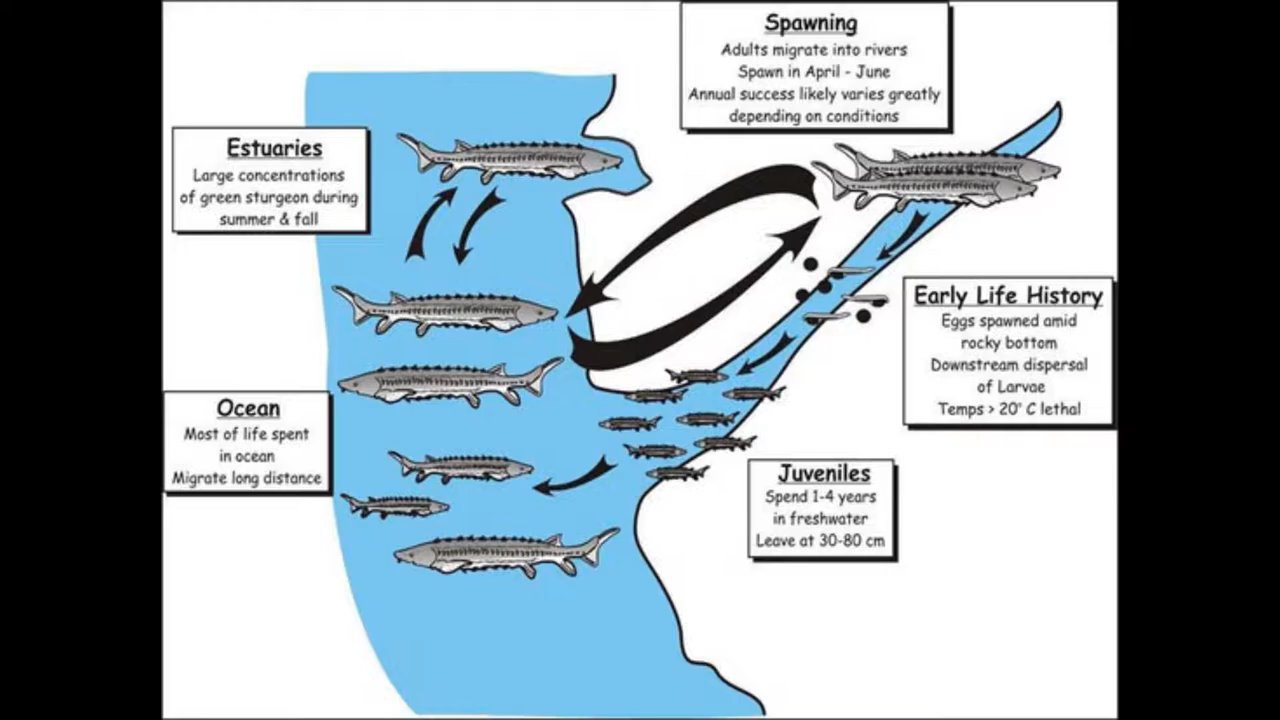 Spawning
Adults migrate into rivers
Spawn in April - June
Annual success likely varies greatly
depending on conditions
Estuaries
Large concentrations
of green sturgeon during
summer & fall
Early Life History
Eggs spawned amid
rocky bottom
Downstream dispersal
of Larvae
Temps > 20° C lethal
Ocean
Most of life spent
in ocean
Migrate long distance
Juveniles
Spend 1-4 years
in freshwater
Leave at 30-80 cm